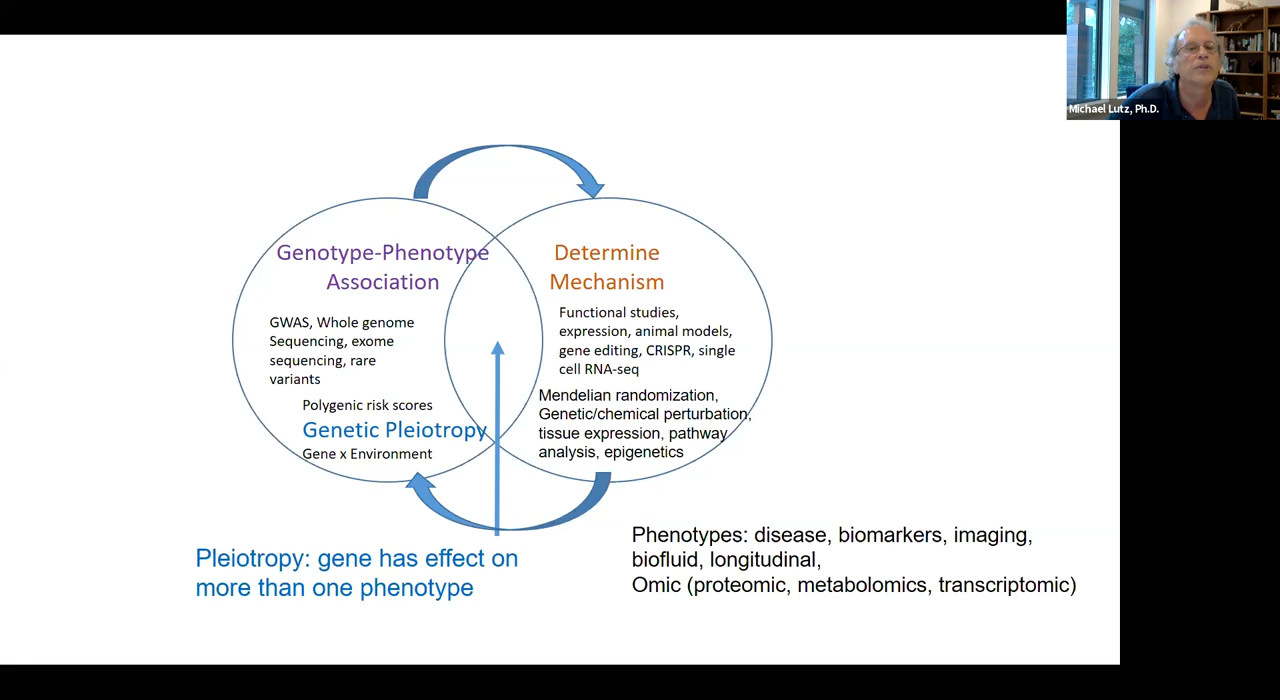 Michael Lutz, Ph.D.
Genotype-Phenotype
Association
GWAS, Whole genome
Sequencing, exome
sequencing, rare
variants
Polygenic risk scores
Genetic Pleiotropy
Gene x Environment
Determine
Mechanism
Functional studies,
expression, animal models,
gene editing, CRISPR, single
cell RNA-seq
Mendelian randomization,
Genetic/chemical perturbation,
tissue expression, pathway
analysis, epigenetics
Pleiotropy: gene has effect on
more than one phenotype
Phenotypes: disease, biomarkers, imaging,
biofluid, longitudinal,
Omic (proteomic, metabolomics, transcriptomic)